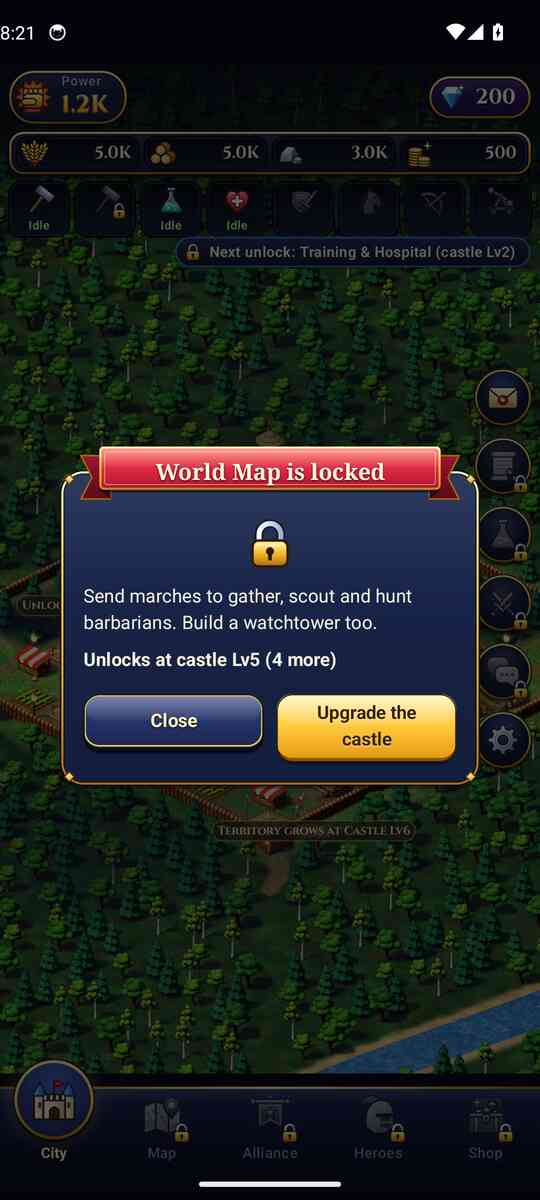 8:21
Power
1.2K
200
5.0K
5.0K
3.0K
500
Idle
Idle
Idle
Next unlock: Training & Hospital (castle Lv2)
World Map is locked
Send marches to gather, scout and hunt
barbarians. Build a watchtower too.
Unlocks at castle Lv5 (4 more)
Close
Upgrade the
castle
Territory grows at Castle Lv6
City
Map
Alliance
Heroes
Shop